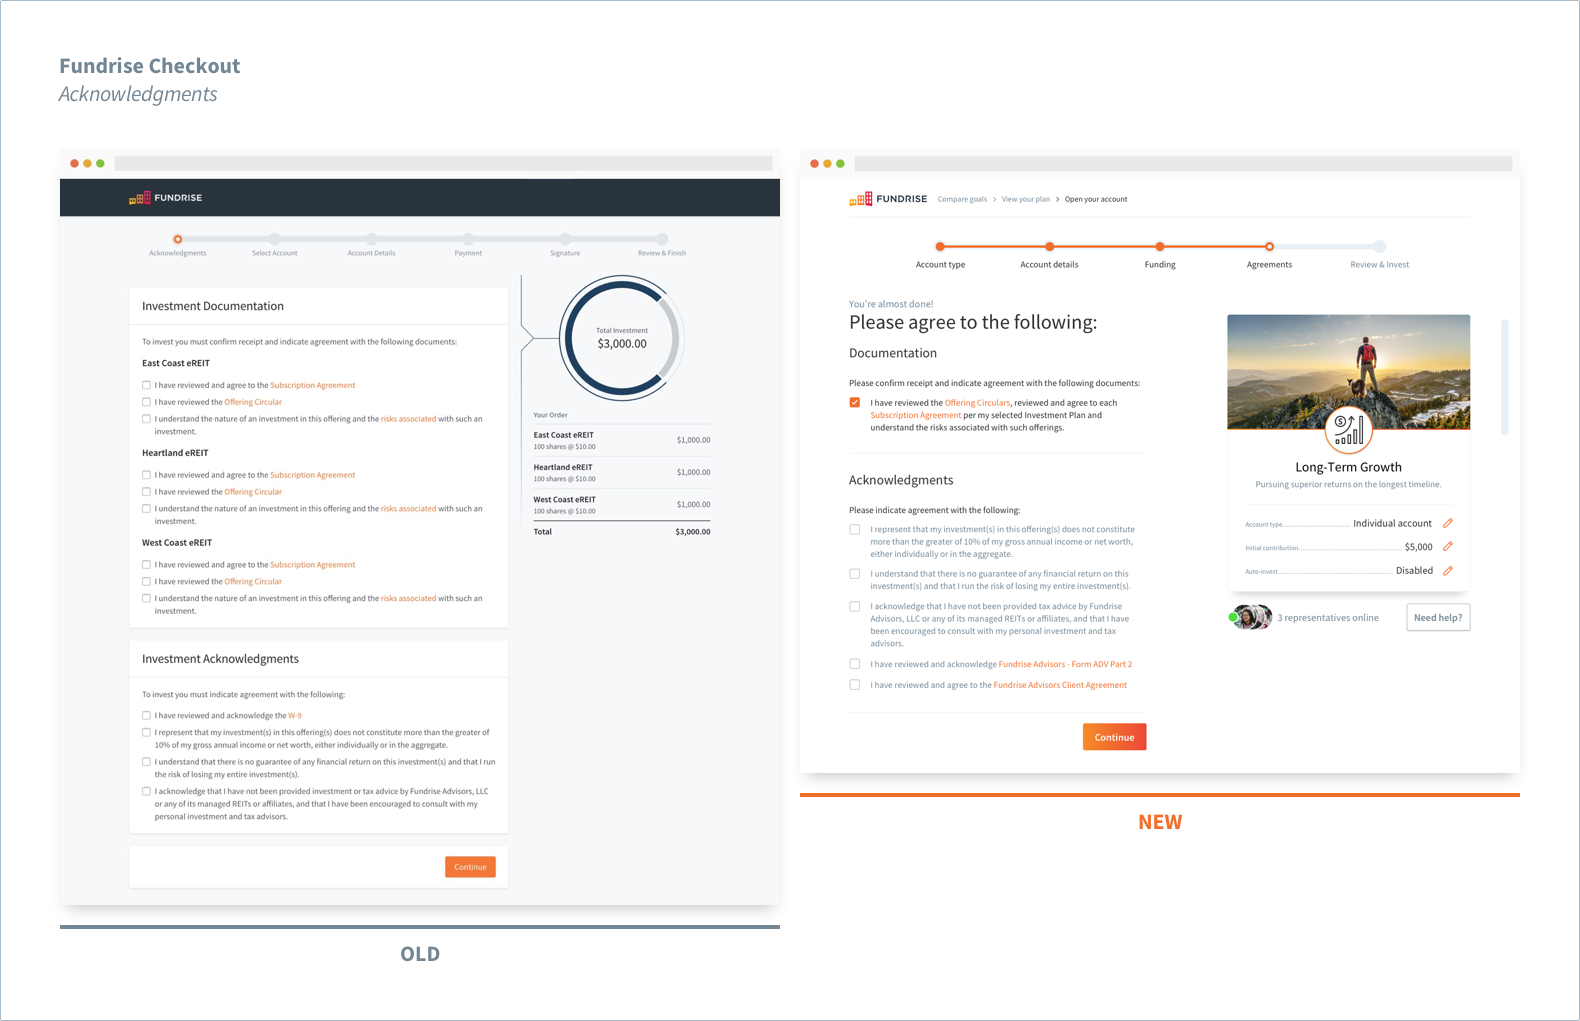 Fundrise Checkout
Acknowledgments
FUNDRISE
Acknowledgments
Select Account
Account Details
Payment
Signature
Review & Finish
Investment Documentation
To invest you must confirm receipt and indicate agreement with the following documents:
East Coast eREIT
I have reviewed and agree to the Subscription Agreement
I have reviewed the Offering Circular
I understand the nature of an investment in this offering and the risks associated with such an
investment.
Heartland eREIT
I have reviewed and agree to the Subscription Agreement
I have reviewed the Offering Circular
I understand the nature of an investment in this offering and the risks associated with such an
investment.
West Coast eREIT
I have reviewed and agree to the Subscription Agreement
I have reviewed the Offering Circular
I understand the nature of an investment in this offering and the risks associated with such an
investment.
Investment Acknowledgments
To invest you must indicate agreement with the following:
I have reviewed and acknowledge the W-9
I represent that my investment(s) in this offering(s) does not constitute more than the greater of
10% of my gross annual income or net worth, either individually or in the aggregate.
I understand that there is no guarantee of any financial return on this investment(s) and that I run
the risk of losing my entire investment(s).
I acknowledge that I have not been provided investment or tax advice by Fundrise Advisors, LLC
or any of its managed REITs or affiliates, and that I have been encouraged to consult with my
personal investment and tax advisors.
Continue
Total Investment
$3,000.00
Your Order
East Coast eREIT
100 shares @ $10.00
$1,000.00
Heartland eREIT
100 shares @ $10.00
$1,000.00
West Coast eREIT
100 shares @ $10.00
$1,000.00
Total $3,000.00
OLD
FUNDRISE Compare goals > View your plan > Open your account
Account type
Account details
Funding
Agreements
Review & Invest
You're almost done!
Please agree to the following:
Documentation
Please confirm receipt and indicate agreement with the following documents:
I have reviewed the Offering Circulars, reviewed and agree to each
Subscription Agreement per my selected Investment Plan and
understand the risks associated with such offerings.
Acknowledgments
Please indicate agreement with the following:
I represent that my investment(s) in this offering(s) does not constitute
more than the greater of 10% of my gross annual income or net worth,
either individually or in the aggregate.
I understand that there is no guarantee of any financial return on this
investment(s) and that I run the risk of losing my entire investment(s).
I acknowledge that I have not been provided tax advice by Fundrise
Advisors, LLC or any of its managed REITs or affiliates, and that I have
been encouraged to consult with my personal investment and tax
advisors.
I have reviewed and acknowledge Fundrise Advisors - Form ADV Part 2
I have reviewed and agree to the Fundrise Advisors Client Agreement
Continue
Long-Term Growth
Pursuing superior returns on the longest timeline.
Account type Individual account
Initial contribution $5,000
Auto-invest Disabled
3 representatives online
Need help?
NEW